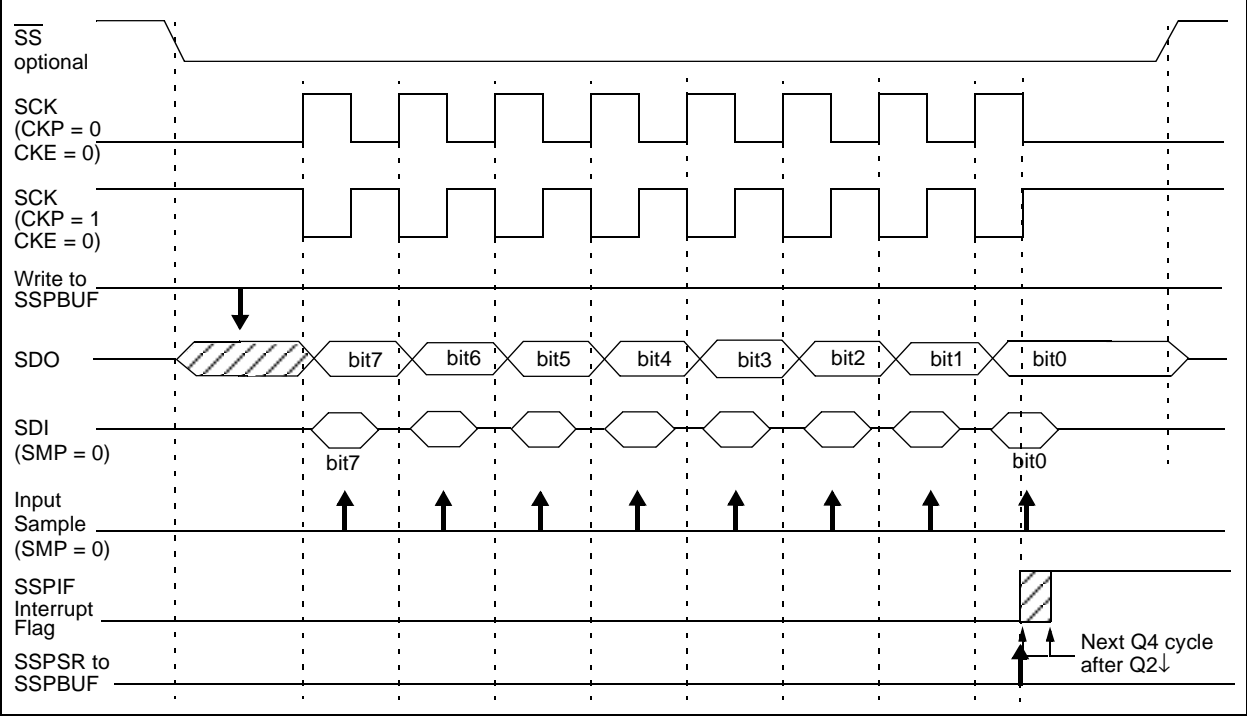 SS
optional
SCK
(CKP = 0
CKE = 0)
SCK
(CKP = 1
CKE = 0)
Write to
SSPBUF
SDO
bit7 bit6 bit5 bit4 bit3 bit2 bit1 bit0
SDI
(SMP = 0)
bit7 bit0
Input
Sample
(SMP = 0)
SSPIF
Interrupt
Flag
Next Q4 cycle
after Q2↓
SSPSR to
SSPBUF